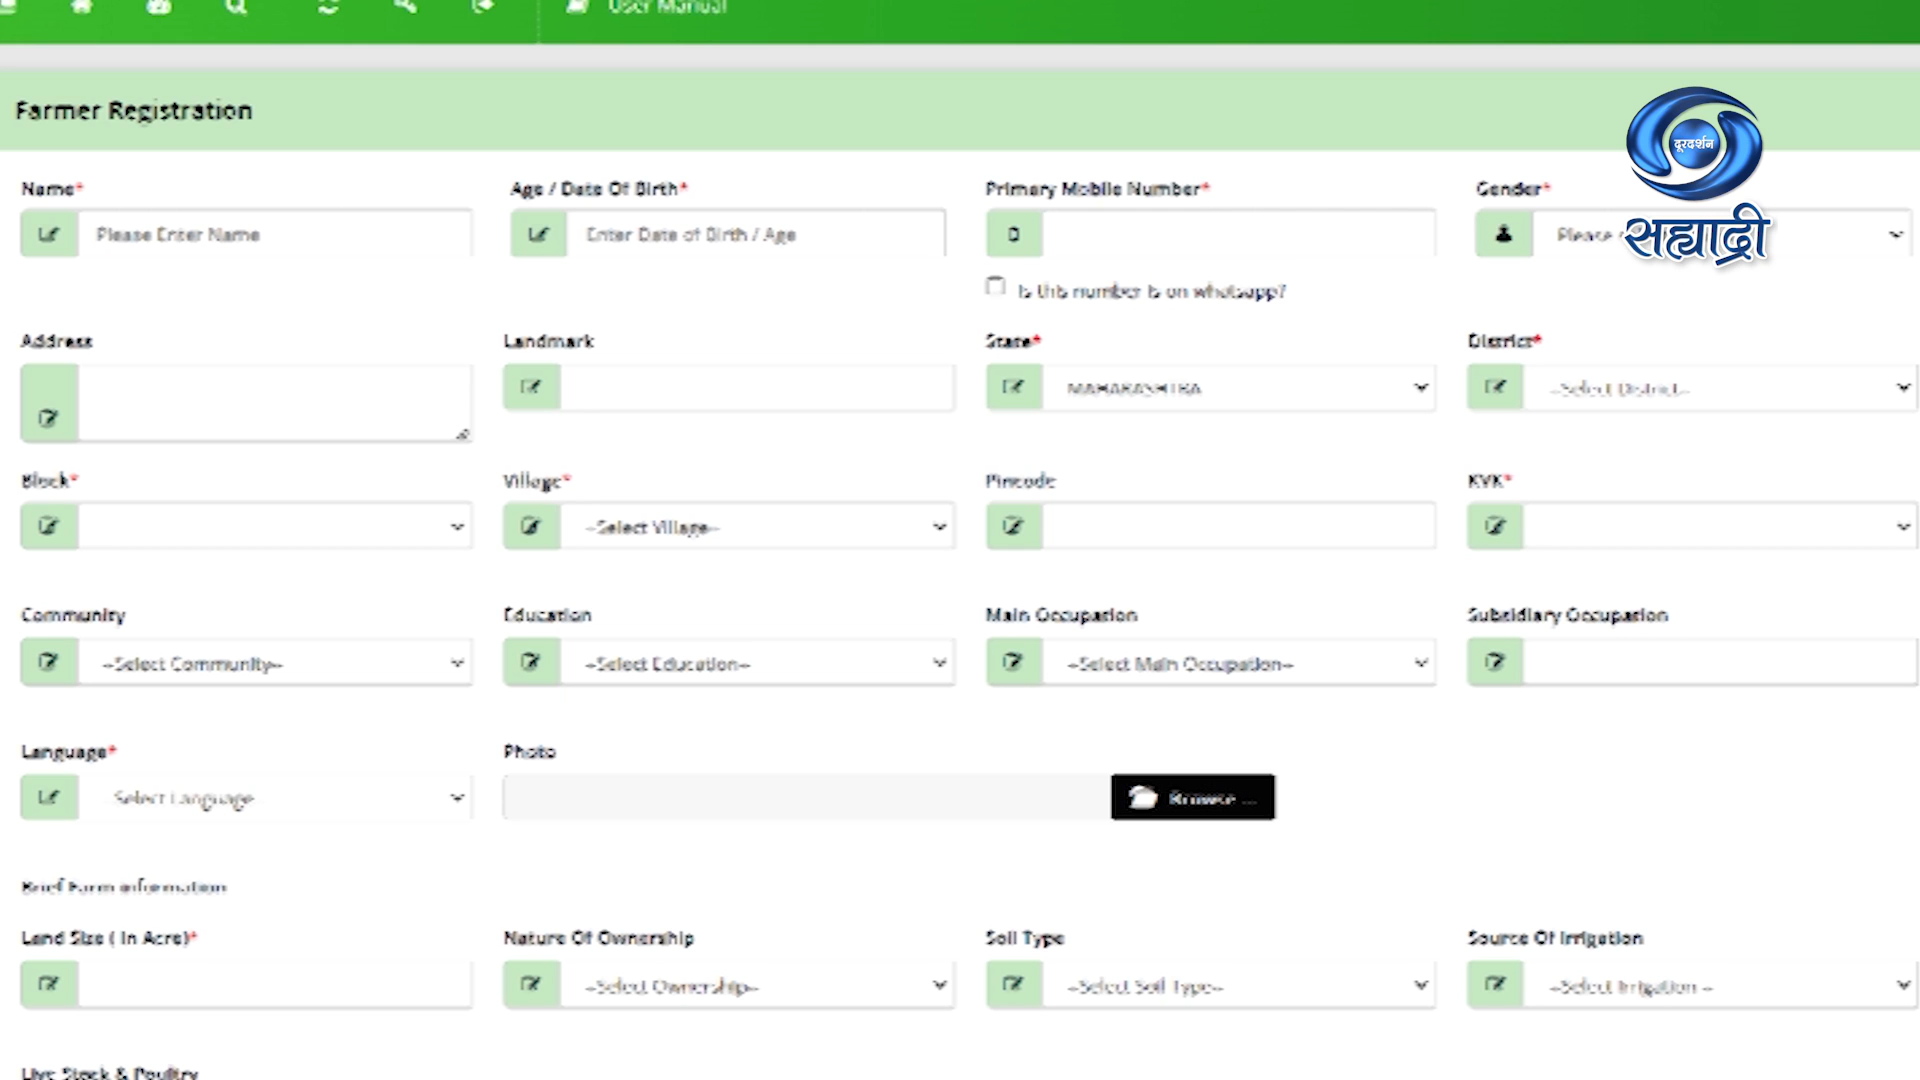 User Manual
Farmer Registration
दूरदर्शन
सह्याद्री
Name* Age / Date Of Birth* Primary Mobile Number* Gender*
Please Enter Name Enter Date of Birth / Age Please
Is this number is on whatsapp?
Address Landmark State* District*
MAHARASHTRA --Select District--
Block* Village* Pincode KVK*
--Select Village--
Community Education Main Occupation Subsidiary Occupation
--Select Community-- --Select Education-- --Select Main Occupation--
Language* Photo
Select Language Browse ...
Brief Farm information
Land Size ( In Acre)* Nature Of Ownership Soil Type Source Of Irrigation
--Select Ownership-- --Select Soil Type-- --Select Irrigation --
Live Stock & Poultry